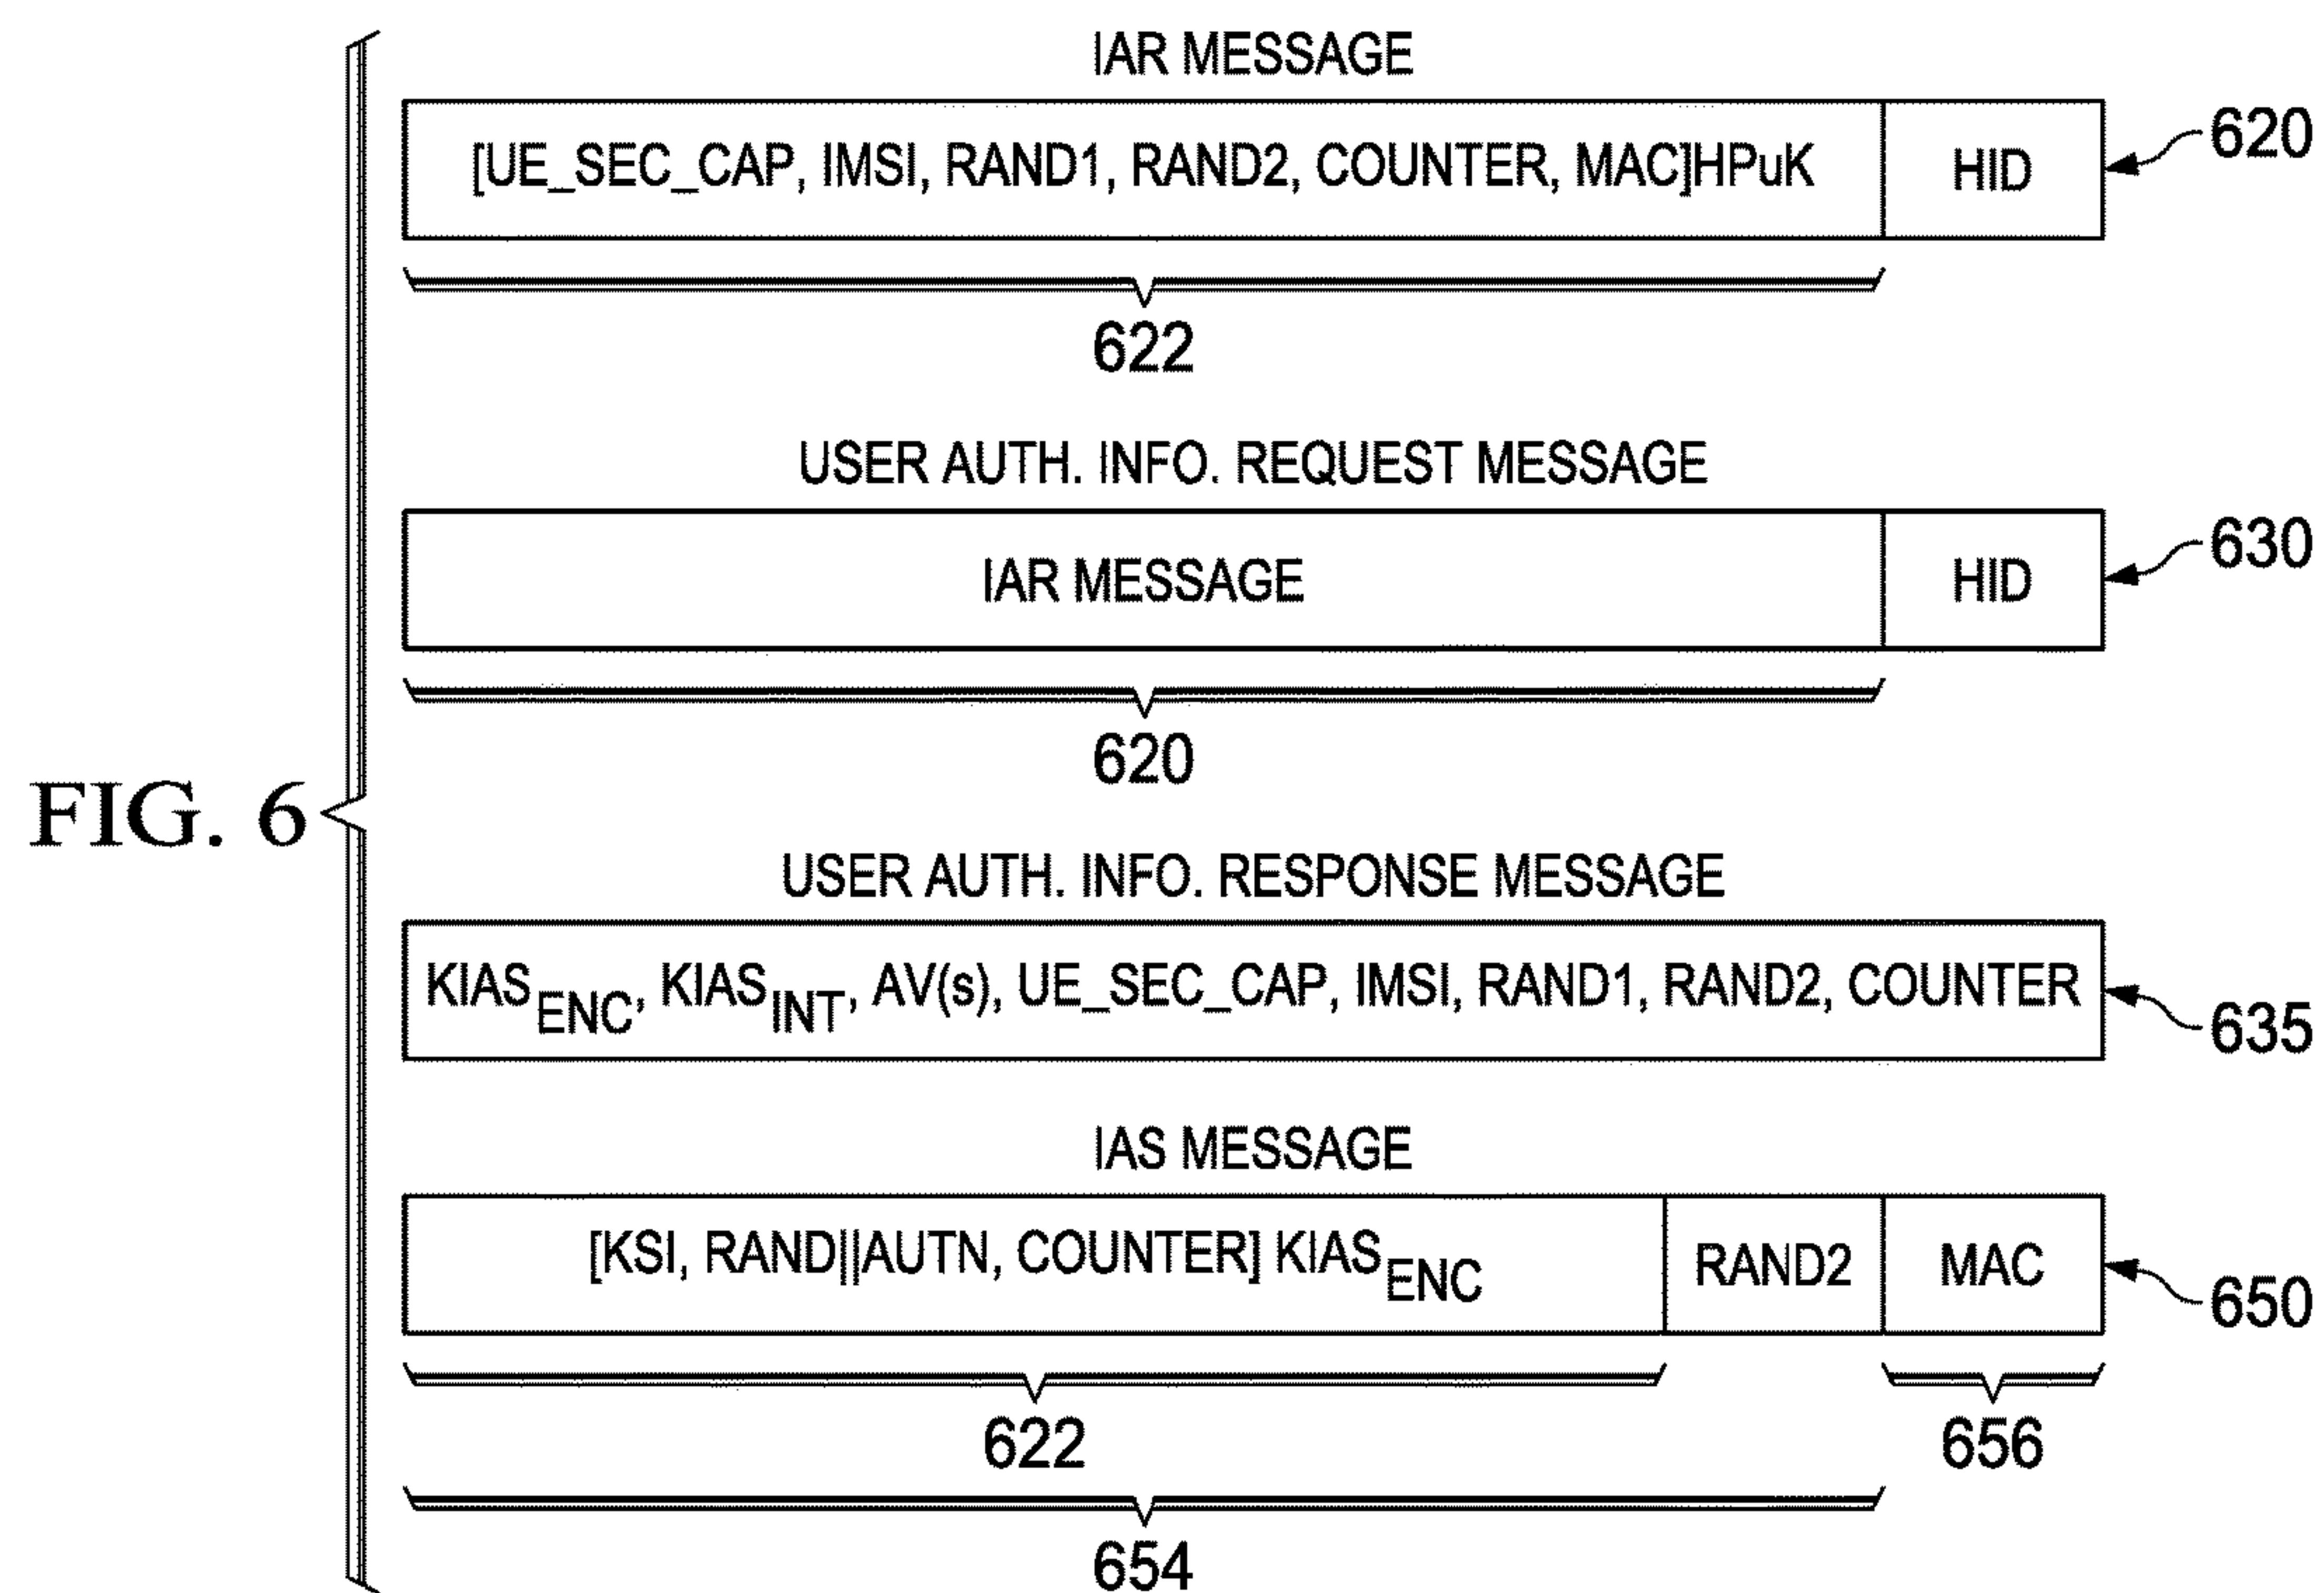 IAR MESSAGE
[UE_SEC_CAP, IMSI, RAND1, RAND2, COUNTER, MAC]HPuK
HID
620
622
USER AUTH. INFO. REQUEST MESSAGE
IAR MESSAGE
HID
630
620
FIG. 6
USER AUTH. INFO. RESPONSE MESSAGE
KIASENC, KIASINT, AV(s), UE_SEC_CAP, IMSI, RAND1, RAND2, COUNTER
635
IAS MESSAGE
[KSI, RAND||AUTN, COUNTER] KIASENC
RAND2
MAC
650
622
656
654